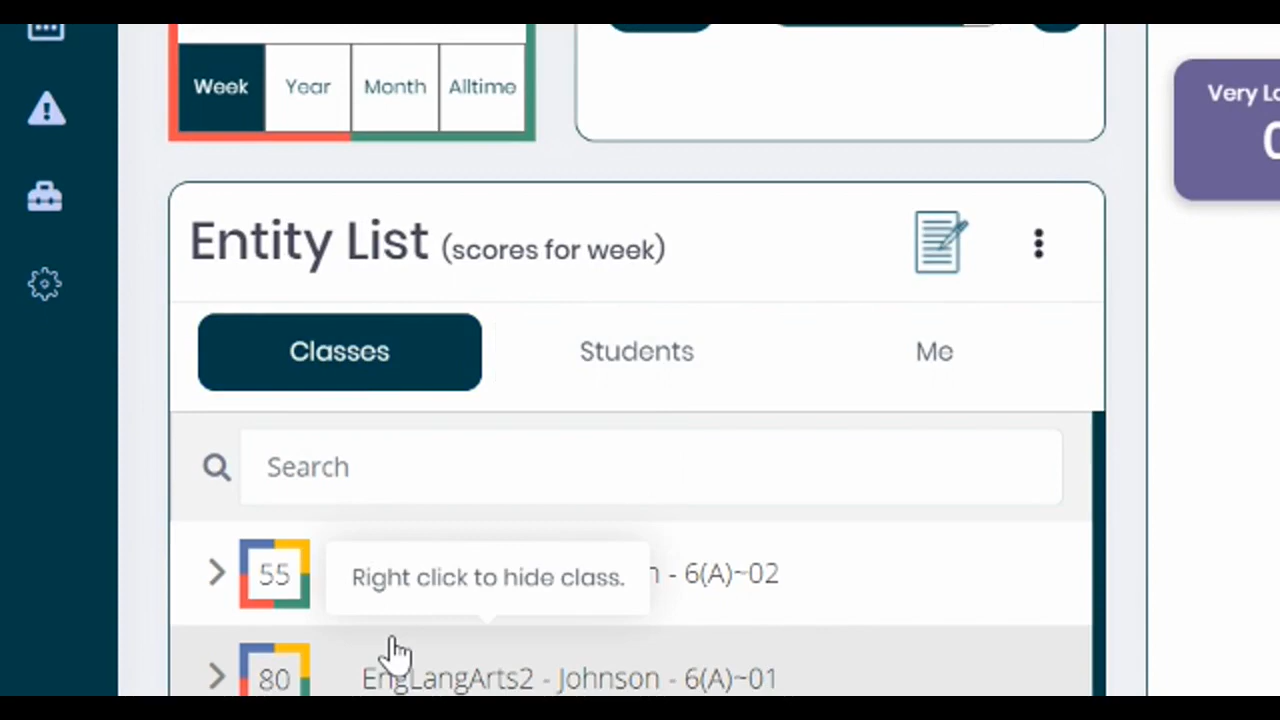 Week Year Month Alltime
Very
Entity List (scores for week)
Classes Students Me
Search
55 Right click to hide class. - 6(A)~02
80 EngLangArts2 - Johnson - 6(A)~01